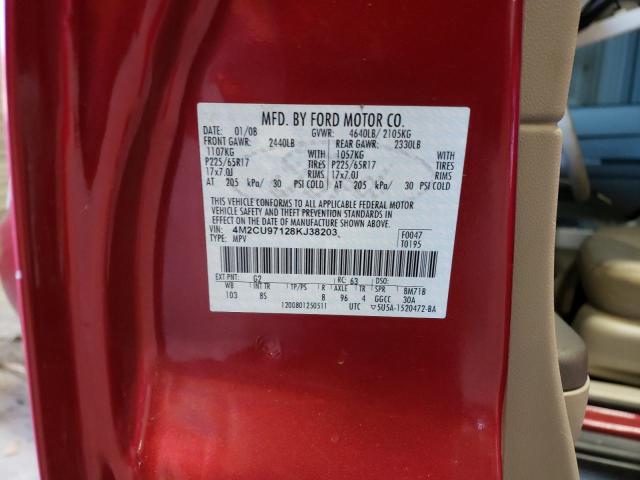 MFD. BY FORD MOTOR CO.
DATE: 01/08 GVWR: 4640LB/ 2105KG
FRONT GAWR: 2440LB REAR GAWR: 2330LB
1107KG WITH 1057KG WITH
P225/65R17 TIRES P225/65R17 TIRES
17x7.0J RIMS 17x7.0J RIMS
AT 205 kPa/ 30 PSI COLD AT 205 kPa/ 30 PSI COLD
THIS VEHICLE CONFORMS TO ALL APPLICABLE FEDERAL MOTOR
VEHICLE SAFETY AND THEFT PREVENTION STANDARDS IN
EFFECT ON THE DATE OF MANUFACTURE SHOWN ABOVE.
VIN: 4M2CU97128KJ38203 F0047
TYPE: MPV T0195
EXT PNT: G2 RC: 63 DSO:
WB INT TR TP/PS R AXLE TR SPR BM71B
103 BS B 96 4 GGCC 30A
1200801250511 UTC ▽5U5A-1520472-BA